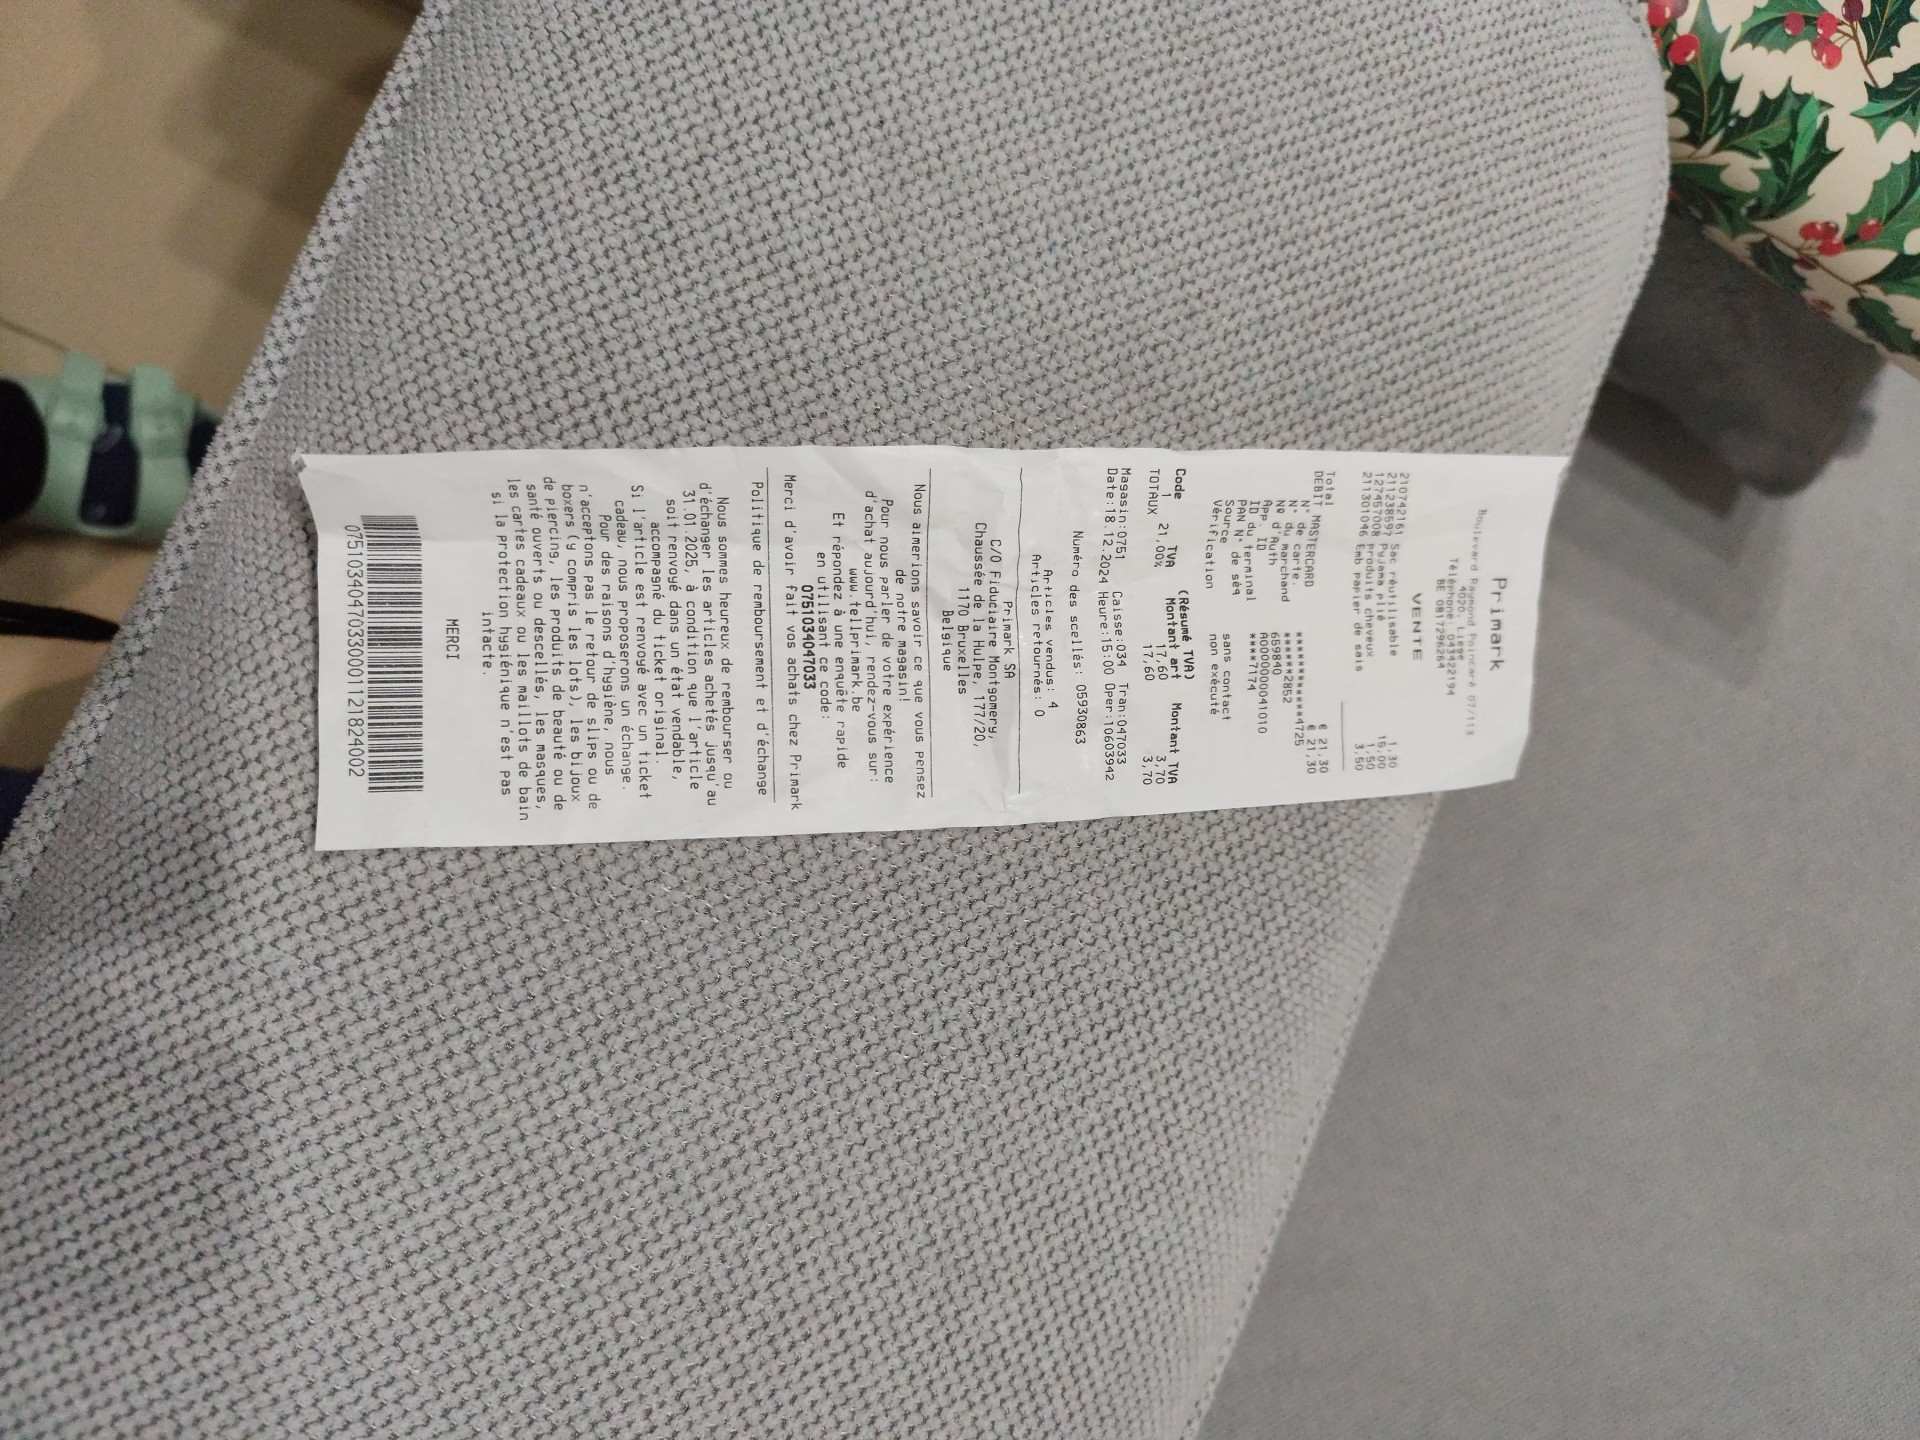 Primark
Boulevard Raymond Poincaré 07/113
4020, Liege
Téléphone 043422194
BE 0817296264
VENTE
210742161 Sac réutilisable 1,30
211238597 Pyjama plié 15,00
127457008 produits cheveux 1,50
211301046 Emb papier de sais 3,50
Total € 21,30
DEBIT MASTERCARD € 21,30
N° de carte. ************4725
N° du marchand ******2852
No d'Auth 659840
App. ID A0000000041010
ID du terminal ****7174
PAN N° de séq
Source sans contact
Vérification non exécuté
(Résumé TVA)
Code TVA Montant art Montant TVA
1 21,00% 17,60 3,70
TOTAUX 17,60 3,70
Magasin:0751 Caisse:034 Tran:047033
Date:18.12.2024 Heure:15:00 Oper:10603942
Numéro des scellés: 05930863
Articles vendus: 4
Articles retournés: 0
Primark SA
C/O Fiduciaire Montgomery,
Chaussée de la Hulpe, 177/20,
1170 Bruxelles
Belgique
Nous aimerions savoir ce que vous pensez
de notre magasin!
Pour nous parler de votre expérience
d'achat aujourd'hui, rendez-vous sur:
www.tellprimark.be
Et répondez à une enquête rapide
en utilisant ce code:
0751034047033
Merci d'avoir fait vos achats chez Primark
Politique de remboursement et d'échange
Nous sommes heureux de rembourser ou
d'échanger les articles achetés jusqu'au
31.01.2025, à condition que l'article
soit renvoyé dans un état vendable,
accompagné du ticket original.
Si l'article est renvoyé avec un ticket
cadeau, nous proposerons un échange.
Pour des raisons d'hygiène, nous
n'acceptons pas le retour de slips ou de
boxers (y compris les lots), les bijoux
de piercing, les produits de beauté ou de
santé ouverts ou descellés, les masques,
les cartes cadeaux ou les maillots de bain
si la protection hygiénique n'est pas
intacte.
MERCI
07510340470330001121824002